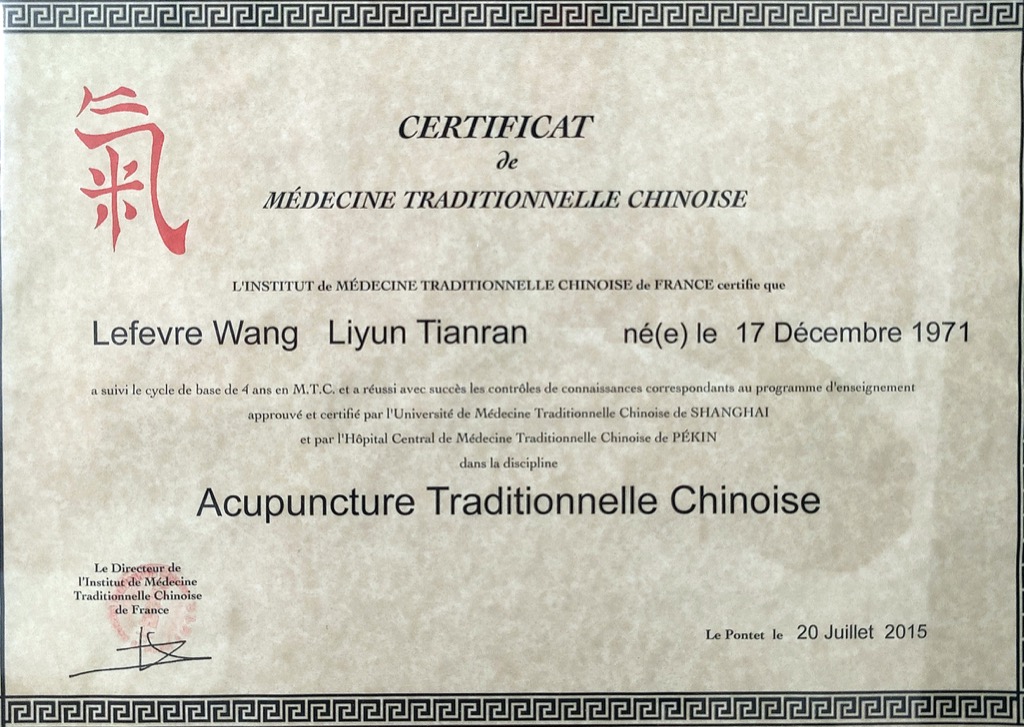 氣
CERTIFICAT
de
MÉDECINE TRADITIONNELLE CHINOISE
L'INSTITUT de MÉDECINE TRADITIONNELLE CHINOISE de FRANCE certifie que
Lefevre Wang Liyun Tianran né(e) le 17 Décembre 1971
a suivi le cycle de base de 4 ans en M.T.C. et a réussi avec succès les contrôles de connaissances correspondants au programme d'enseignement
approuvé et certifié par l'Université de Médecine Traditionnelle Chinoise de SHANGHAI
et par l'Hôpital Central de Médecine Traditionnelle Chinoise de PÉKIN
dans la discipline
Acupuncture Traditionnelle Chinoise
Le Directeur de
l'Institut de Médecine
Traditionnelle Chinoise
de France
Le Pontet le 20 Juillet 2015